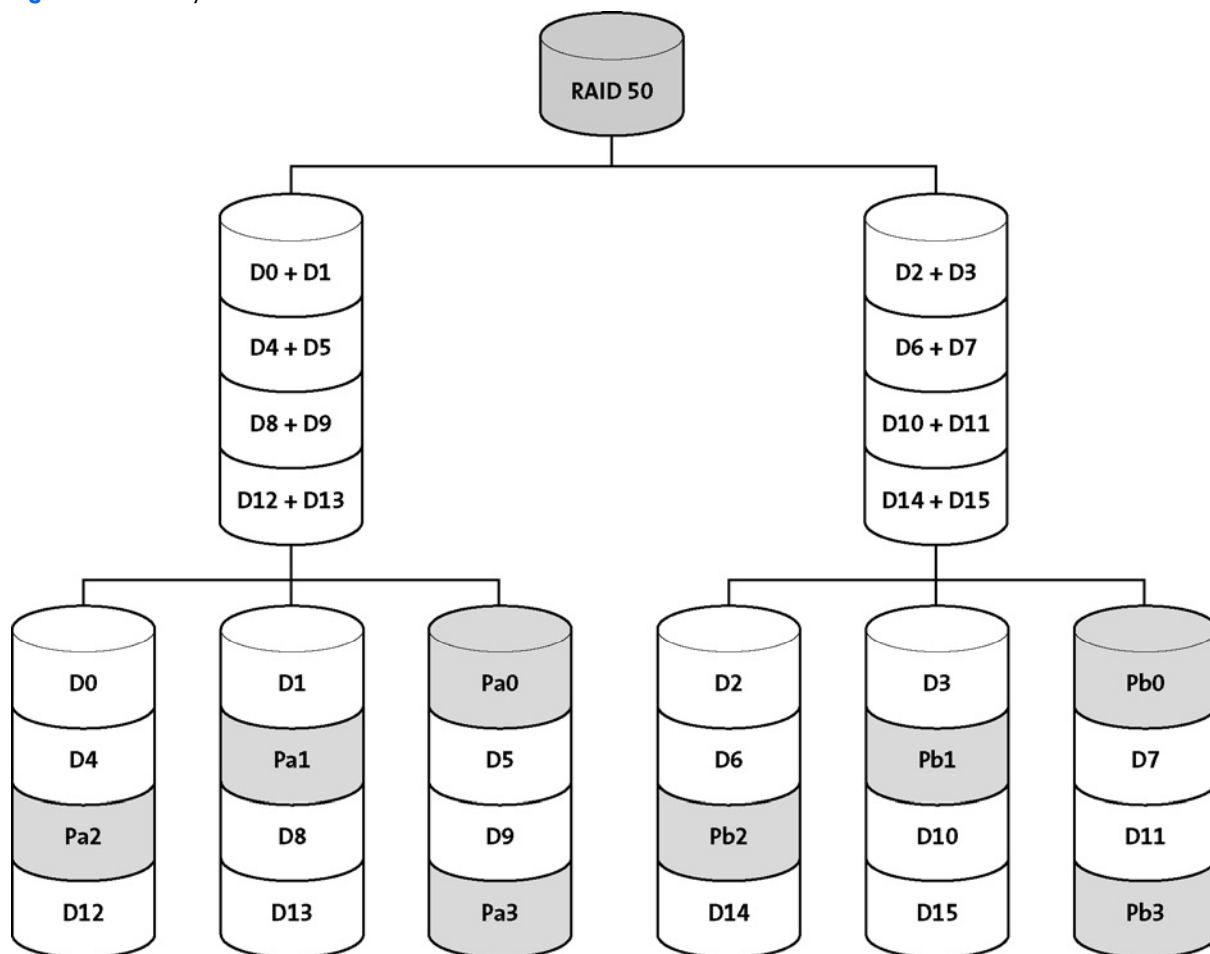 RAID 50
D0 + D1
D4 + D5
D8 + D9
D12 + D13
D2 + D3
D6 + D7
D10 + D11
D14 + D15
D0
D4
Pa2
D12
D1
Pa1
D8
D13
Pa0
D5
D9
Pa3
D2
D6
Pb2
D14
D3
Pb1
D10
D15
Pb0
D7
D11
Pb3